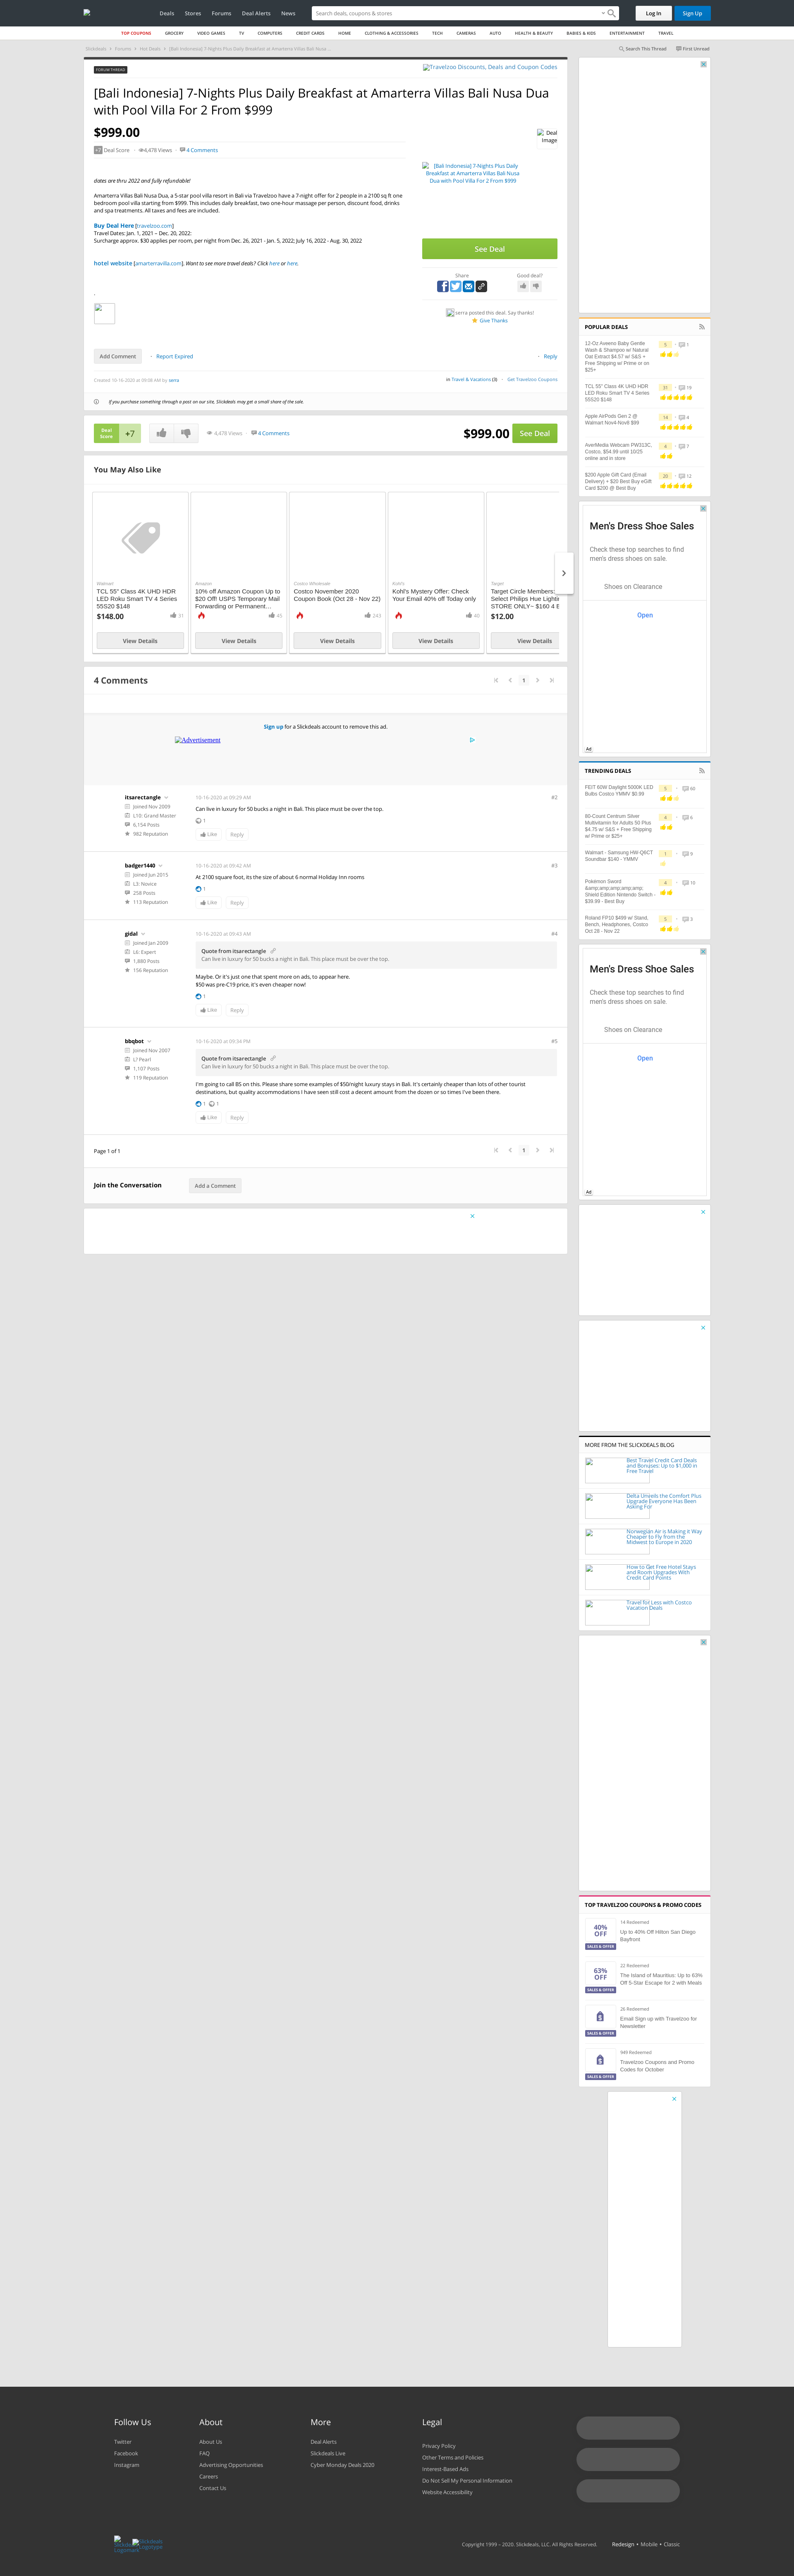 Deals
Stores
Forums
Deal Alerts
News
Search deals, coupons & stores
Log In
Sign Up
TOP COUPONS
GROCERY
VIDEO GAMES
TV
COMPUTERS
CREDIT CARDS
HOME
CLOTHING & ACCESSORIES
TECH
CAMERAS
AUTO
HEALTH & BEAUTY
BABIES & KIDS
ENTERTAINMENT
TRAVEL
Slickdeals > Forums > Hot Deals > [Bali Indonesia] 7-Nights Plus Daily Breakfast at Amarterra Villas Bali Nusa ...
Search This Thread
First Unread
FORUM THREAD
Travelzoo Discounts, Deals and Coupon Codes
[Bali Indonesia] 7-Nights Plus Daily Breakfast at Amarterra Villas Bali Nusa Dua
with Pool Villa For 2 From $999
$999.00
+7 Deal Score
4,478 Views
4 Comments
Deal
Image
dates are thru 2022 and fully refundable!
Amarterra Villas Bali Nusa Dua, a 5-star pool villa resort in Bali via Travelzoo have a 7-night offer for 2 people in a 2100 sq ft one
bedroom pool villa starting from $999. This includes daily breakfast, two one-hour massage per person, discount food, drinks
and spa treatments, All taxes and fees are included.
Buy Deal Here [travelzoo.com]
Travel Dates: Jan. 1, 2021 – Dec. 20, 2022:
Surcharge approx. $30 applies per room, per night from Dec. 26, 2021 - Jan. 5, 2022; July 16, 2022 - Aug, 30, 2022
hotel website [amarterravilla.com], Want to see more travel deals? Click here or here.
.
[Bali Indonesia] 7-Nights Plus Daily
Breakfast at Amarterra Villas Bali Nusa
Dua with Pool Villa For 2 From $999
See Deal
Share
Good deal?
serra posted this deal. Say thanks!
Give Thanks
Add Comment
Report Expired
Reply
Created 10-16-2020 at 09:08 AM by serra
in Travel & Vacations (3)
Get Travelzoo Coupons
If you purchase something through a post on our site, Slickdeals may get a small share of the sale.
Deal
Score
+7
4,478 Views
4 Comments
$999.00
See Deal
You May Also Like
Walmart
TCL 55" Class 4K UHD HDR
LED Roku Smart TV 4 Series
55S20 $148
$148.00
31
View Details
Amazon
10% off Amazon Coupon Up to
$20 Off! USPS Temporary Mail
Forwarding or Permanent...
45
View Details
Costco Wholesale
Costco November 2020
Coupon Book (Oct 28 - Nov 22)
243
View Details
Kohl's
Kohl's Mystery Offer: Check
Your Email 40% off Today only
40
View Details
Target
Target Circle Members:
Select Philips Hue Lighti
STORE ONLY~ $160 4 B
$12.00
View Details
4 Comments
1
Sign up for a Slickdeals account to remove this ad.
Advertisement
itsarectangle
Joined Nov 2009
L10: Grand Master
6,154 Posts
982 Reputation
10-16-2020 at 09:29 AM
#2
Can live in luxury for 50 bucks a night in Bali. This place must be over the top.
1
Like
Reply
badger1440
Joined Jun 2015
L3: Novice
258 Posts
113 Reputation
10-16-2020 at 09:42 AM
#3
At 2100 square foot, its the size of about 6 normal Holiday Inn rooms
1
Like
Reply
gidal
Joined Jan 2009
L6: Expert
1,880 Posts
156 Reputation
10-16-2020 at 09:43 AM
#4
Quote from itsarectangle
Can live in luxury for 50 bucks a night in Bali. This place must be over the top.
Maybe. Or it's just one that spent more on ads, to appear here.
$50 was pre-C19 price, it's even cheaper now!
1
Like
Reply
bbqbot
Joined Nov 2007
L7 Pearl
1,107 Posts
119 Reputation
10-16-2020 at 09:34 PM
#5
Quote from itsarectangle
Can live in luxury for 50 bucks a night in Bali. This place must be over the top.
I'm going to call BS on this. Please share some examples of $50/night luxury stays in Bali. It's certainly cheaper than lots of other tourist
destinations, but quality accommodations I have seen still cost a decent amount from the dozen or so times I've been there.
1
1
Like
Reply
Page 1 of 1
1
Join the Conversation
Add a Comment
POPULAR DEALS
12-Oz Aveeno Baby Gentle
Wash & Shampoo w/ Natural
Oat Extract $4.57 w/ S&S +
Free Shipping w/ Prime or on
$25+
5
1
TCL 55" Class 4K UHD HDR
LED Roku Smart TV 4 Series
55S20 $148
31
19
Apple AirPods Gen 2 @
Walmart Nov4-Nov8 $99
14
4
AverMedia Webcam PW313C,
Costco, $54.99 until 10/25
online and in store
4
7
$200 Apple Gift Card (Email
Delivery) + $20 Best Buy eGift
Card $200 @ Best Buy
20
12
Men's Dress Shoe Sales
Check these top searches to find
men's dress shoes on sale.
Shoes on Clearance
Open
Ad
TRENDING DEALS
FEIT 60W Daylight 5000K LED
Bulbs Costco YMMV $0.99
5
60
80-Count Centrum Silver
Multivitamin for Adults 50 Plus
$4.75 w/ S&S + Free Shipping
w/ Prime or $25+
4
6
Walmart - Samsung HW-Q6CT
Soundbar $140 - YMMV
1
9
Pokémon Sword
&amp;amp;amp;amp;amp;
Shield Edition Nintendo Switch -
$39.99 - Best Buy
4
10
Roland FP10 $499 w/ Stand,
Bench, Headphones, Costco
Oct 28 - Nov 22
5
3
Men's Dress Shoe Sales
Check these top searches to find
men's dress shoes on sale.
Shoes on Clearance
Open
Ad
MORE FROM THE SLICKDEALS BLOG
Best Travel Credit Card Deals
and Bonuses: Up to $1,000 in
Free Travel
Delta Unveils the Comfort Plus
Upgrade Everyone Has Been
Asking For
Norwegian Air is Making it Way
Cheaper to Fly from the
Midwest to Europe in 2020
How to Get Free Hotel Stays
and Room Upgrades With
Credit Card Points
Travel for Less with Costco
Vacation Deals
TOP TRAVELZOO COUPONS & PROMO CODES
40%
OFF
SALES & OFFER
14 Redeemed
Up to 40% Off Hilton San Diego
Bayfront
63%
OFF
SALES & OFFER
22 Redeemed
The Island of Mauritius: Up to 63%
Off 5-Star Escape for 2 with Meals
SALES & OFFER
26 Redeemed
Email Sign up with Travelzoo for
Newsletter
SALES & OFFER
949 Redeemed
Travelzoo Coupons and Promo
Codes for October
Follow Us
Twitter
Facebook
Instagram
About
About Us
FAQ
Advertising Opportunities
Careers
Contact Us
More
Deal Alerts
Slickdeals Live
Cyber Monday Deals 2020
Legal
Privacy Policy
Other Terms and Policies
Interest-Based Ads
Do Not Sell My Personal Information
Website Accessibility
Copyright 1999 – 2020. Slickdeals, LLC. All Rights Reserved.
Redesign • Mobile • Classic